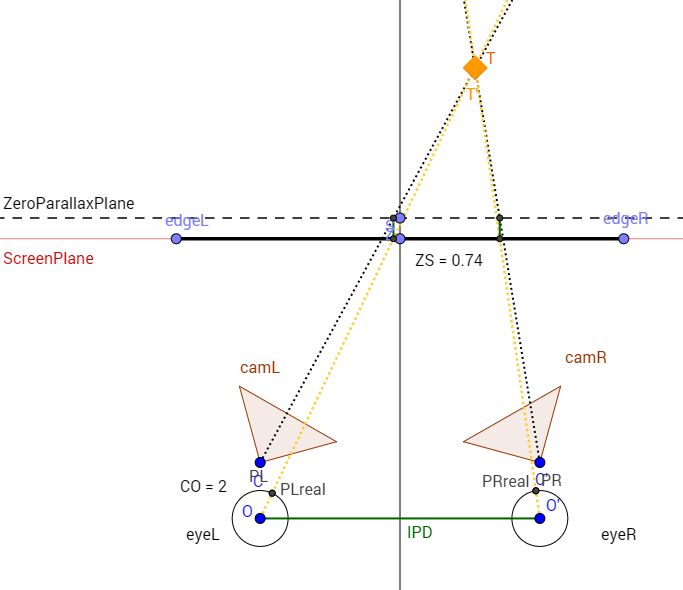 T
T'
ZeroParallaxPlane
edgeL
edgeR
ScreenPlane
ZS = 0.74
camL
camR
PL
C
CO = 2
PLreal
PRreal
C'
PR
O
O'
eyeL
IPD
eyeR